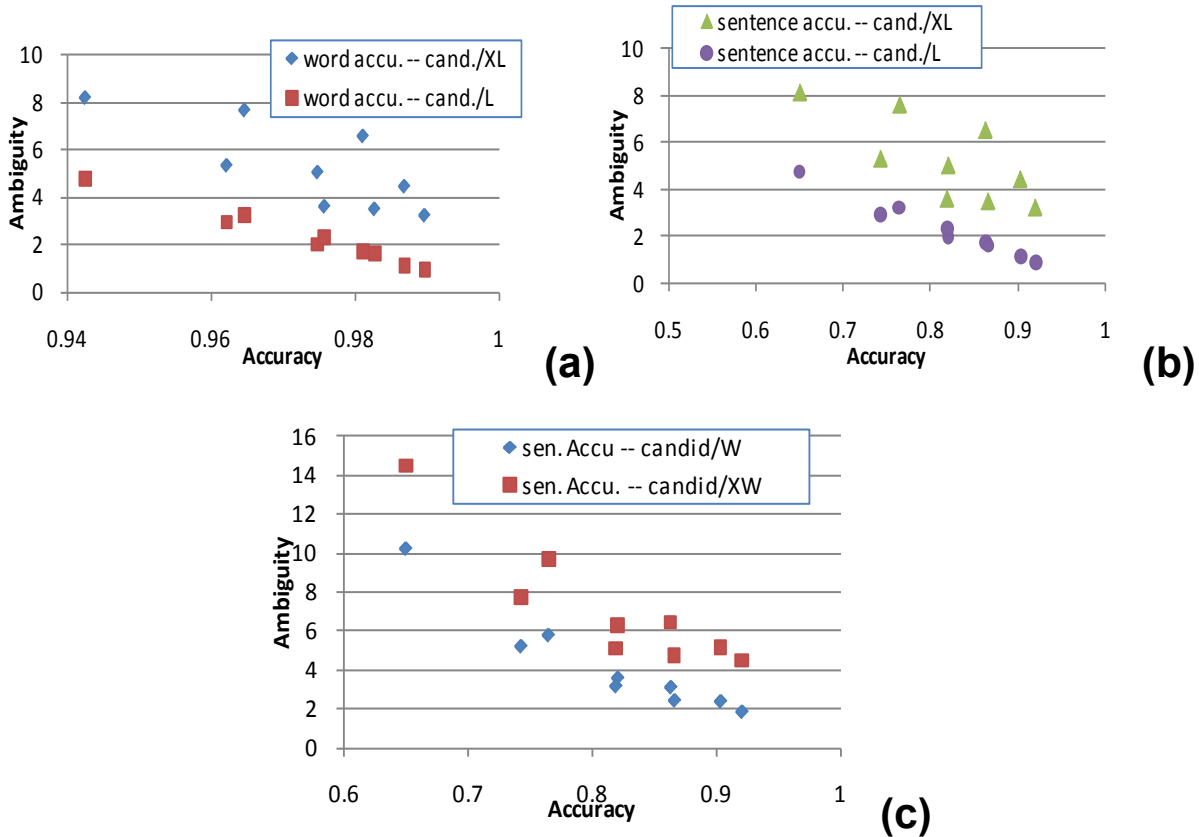 word accu. -- cand./XL
word accu. -- cand./L
Ambiguity
10
8
6
4
2
0
0.94 0.96 0.98 1
Accuracy
(a)
sentence accu. -- cand./XL
sentence accu. -- cand./L
Ambiguity
10
8
6
4
2
0
0.5 0.6 0.7 0.8 0.9 1
Accuracy
(b)
sen. Accu -- candid/W
sen. Accu. -- candid/XW
Ambiguity
16
14
12
10
8
6
4
2
0
0.6 0.7 0.8 0.9 1
Accuracy
(c)